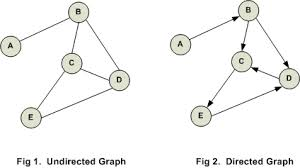 B
A
C
D
E
Fig 1. Undirected Graph
B
A
C
D
E
Fig 2. Directed Graph